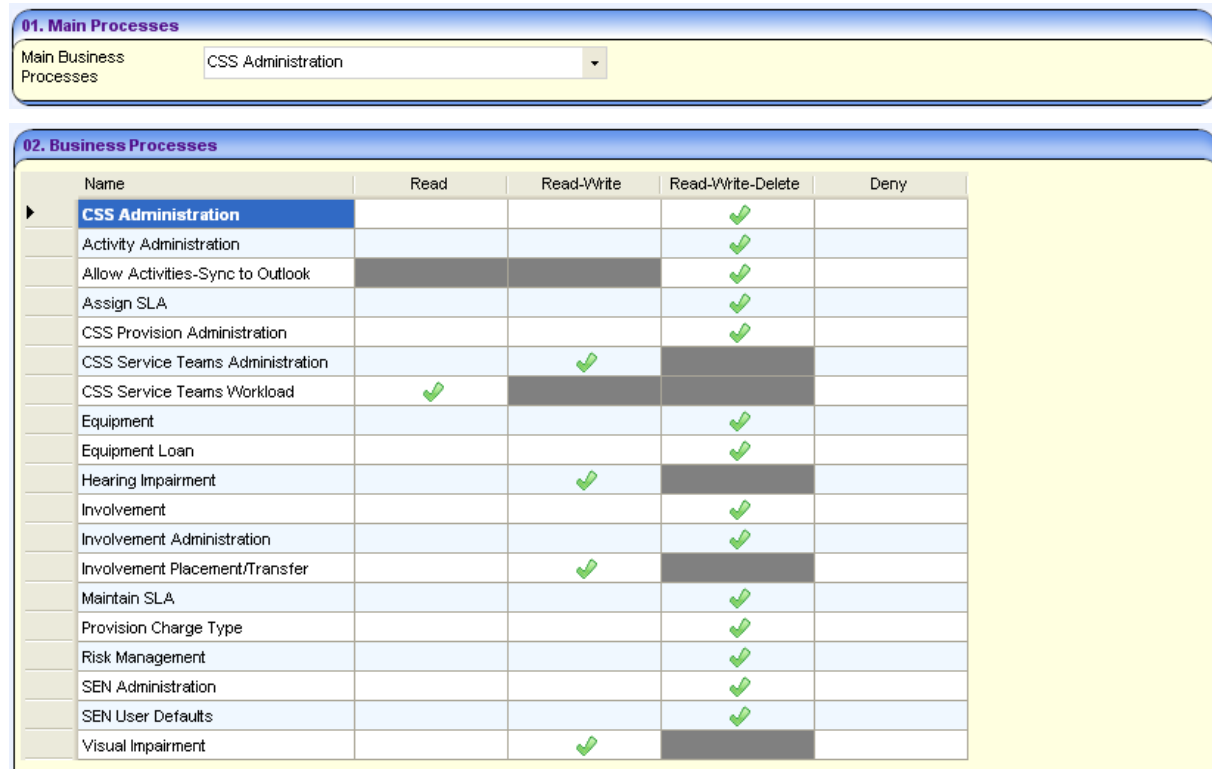 01. Main Processes
Main Business
Processes
CSS Administration
02. Business Processes
Name Read Read-Write Read-Write-Delete Deny
CSS Administration
Activity Administration
Allow Activities-Sync to Outlook
Assign SLA
CSS Provision Administration
CSS Service Teams Administration
CSS Service Teams Workload
Equipment
Equipment Loan
Hearing Impairment
Involvement
Involvement Administration
Involvement Placement/Transfer
Maintain SLA
Provision Charge Type
Risk Management
SEN Administration
SEN User Defaults
Visual Impairment